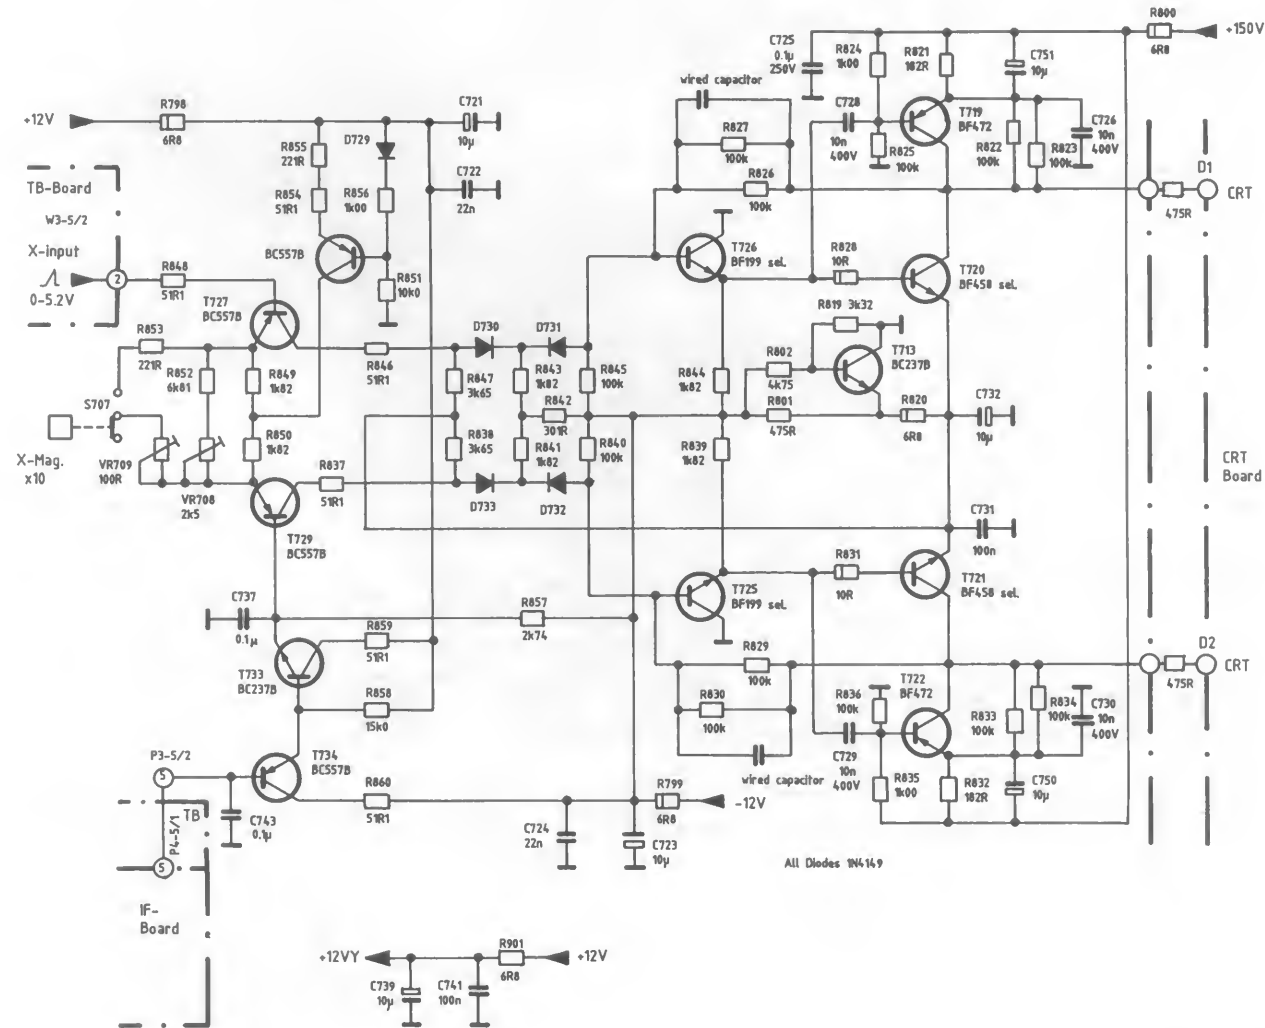 R800
+150V
6R8
C725
0.1µ
250V
R824
1k00
R821
182R
C751
10µ
wired capacitor
C728
10n
400V
T719
BF472
C726
10n
400V
R827
100k
R825
100k
R822
100k
R823
100k
R826
100k
+12V
R798
6R8
C721
10µ
R855
221R
D729
C722
22n
R854
51R1
R856
1k00
TB-Board
W3-5/2
X-input
0-5.2V
2
R848
51R1
BC557B
R851
10k0
T727
BC557B
T726
BF199 sel.
R828
10R
T720
BF458 sel.
D1
CRT
475R
R853
221R
R852
6k81
R849
1k82
R846
51R1
D730
D731
R847
3k65
R843
1k82
R845
100k
R844
1k82
R819 3k32
R802
4k75
T713
BC237B
S707
R842
301R
R801
475R
R820
6R8
C732
10µ
X-Mag.
x10
VR709
100R
VR708
2k5
R850
1k82
R837
51R1
R838
3k65
R841
1k82
R840
100k
R839
1k82
D733
D732
CRT
Board
T729
BC557B
C731
100n
R831
10R
T725
BF199 sel.
T721
BF458 sel.
C737
0.1µ
R857
2k74
R859
51R1
T733
BC237B
R858
15k0
R829
100k
R830
100k
D2
CRT
475R
T722
BF472
R836
100k
R833
100k
R834
100k
C730
10n
400V
C729
10n
400V
wired capacitor
R835
1k00
R832
182R
C750
10µ
P3-5/2
5
T734
BC557B
R860
51R1
R799
6R8
-12V
TB
P4-5/1
5
C743
0.1µ
C724
22n
C723
10µ
All Diodes 1N4149
IF-
Board
+12VY
R901
6R8
+12V
C739
10µ
C741
100n